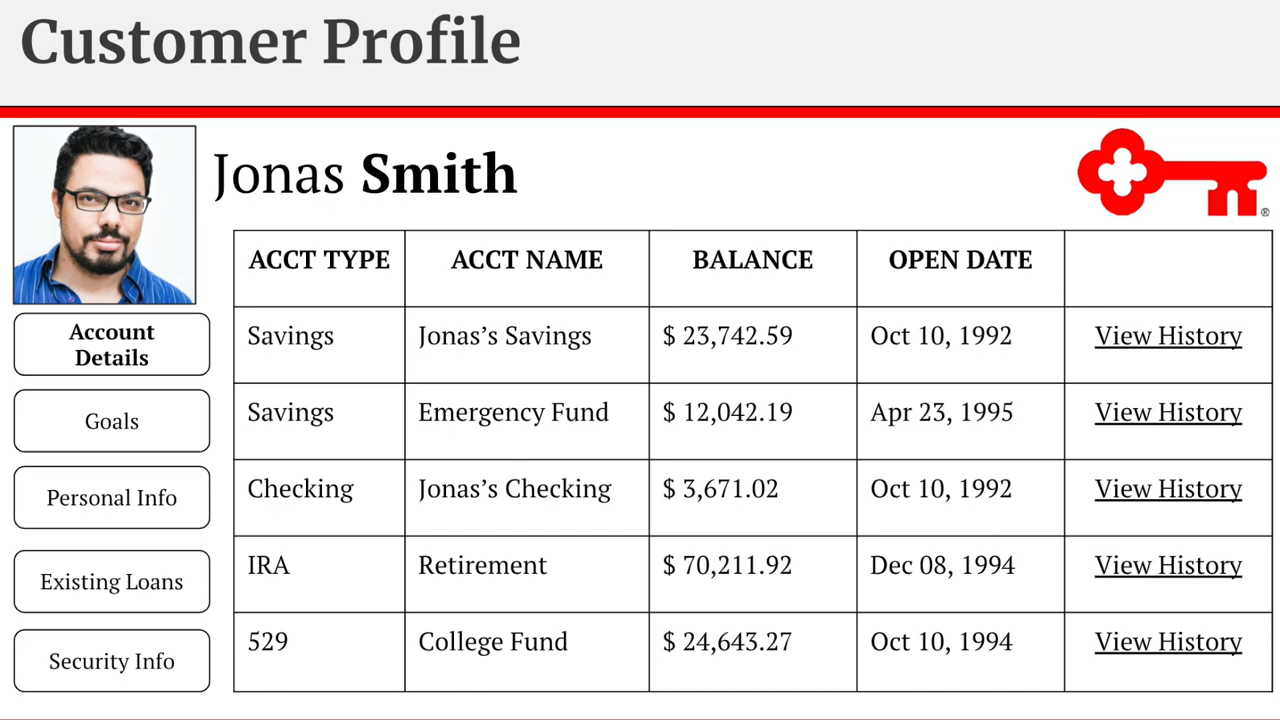 Customer Profile
Jonas Smith
®
ACCT TYPE ACCT NAME BALANCE OPEN DATE
Savings Jonas’s Savings $ 23,742.59 Oct 10, 1992 View History
Savings Emergency Fund $ 12,042.19 Apr 23, 1995 View History
Checking Jonas’s Checking $ 3,671.02 Oct 10, 1992 View History
IRA Retirement $ 70,211.92 Dec 08, 1994 View History
529 College Fund $ 24,643.27 Oct 10, 1994 View History
Account
Details
Goals
Personal Info
Existing Loans
Security Info